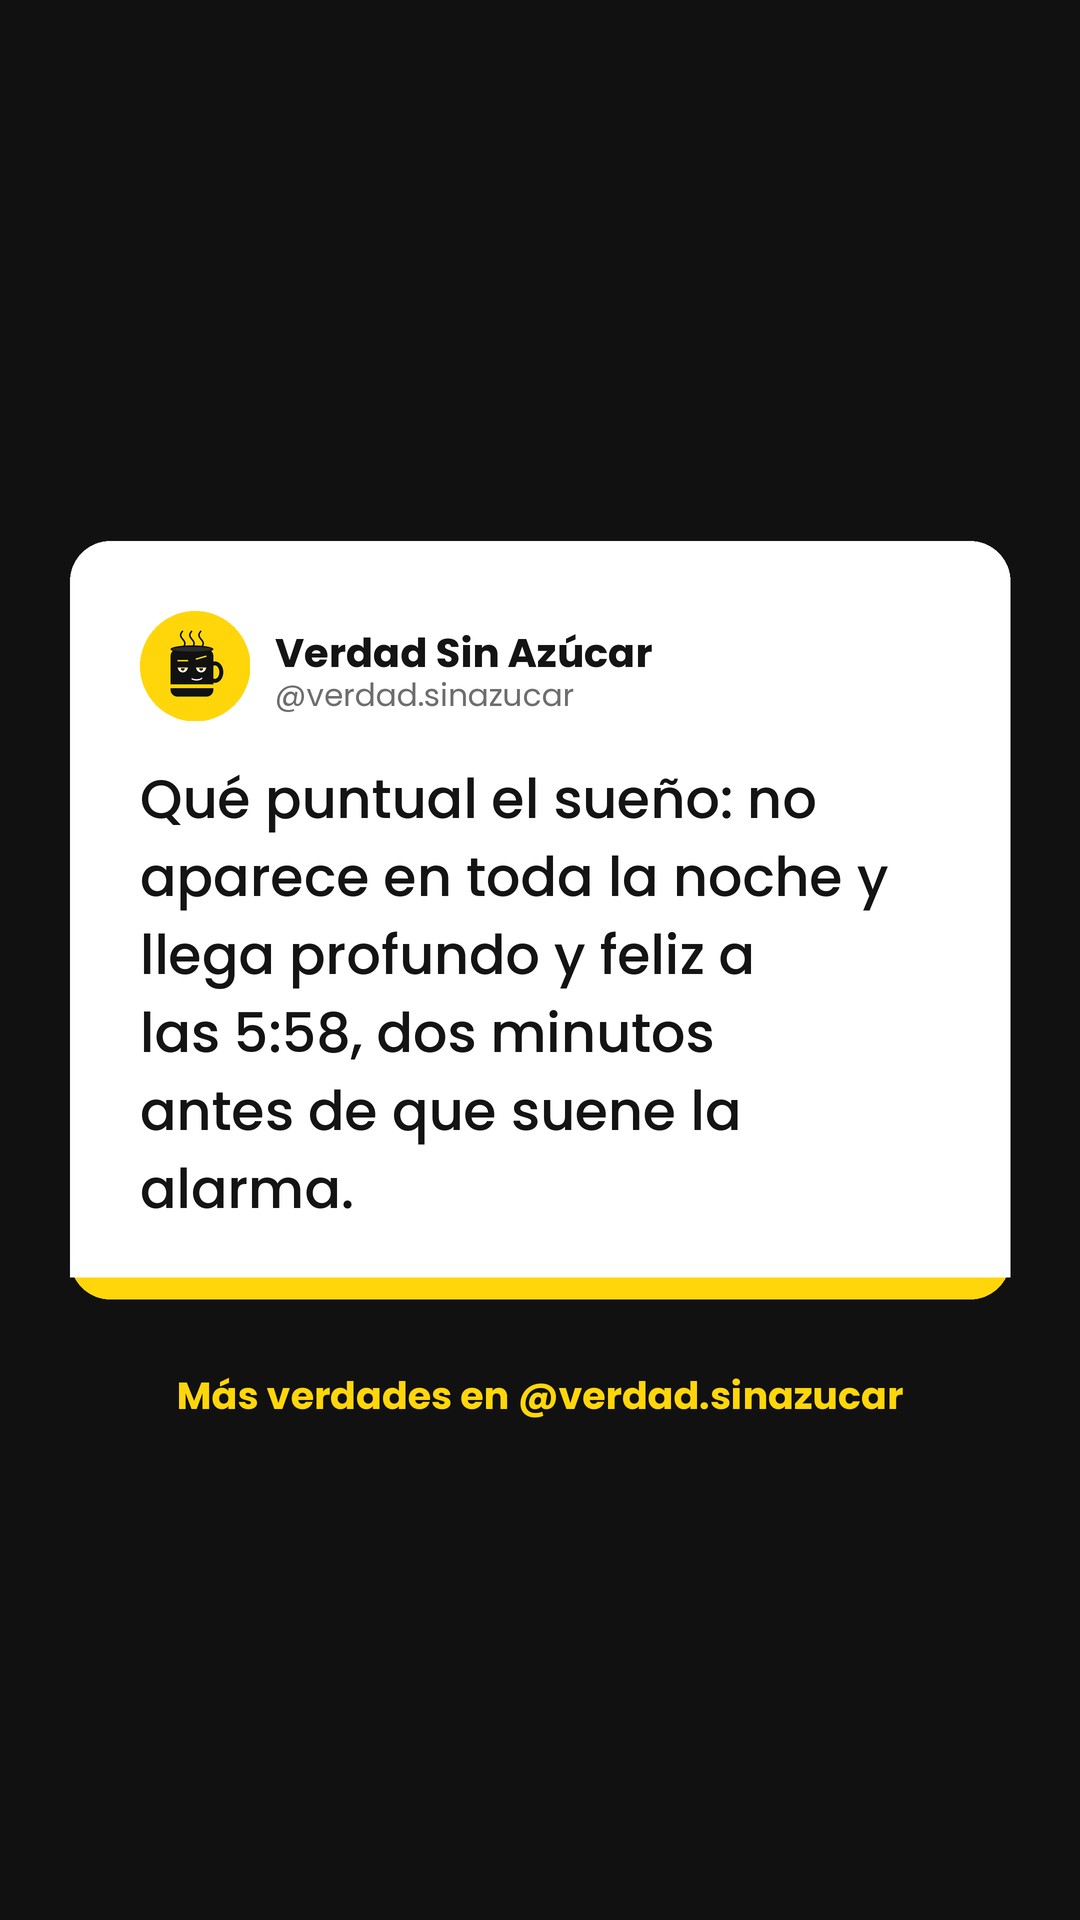 Verdad Sin Azúcar
@verdad.sinazucar
Qué puntual el sueño: no
aparece en toda la noche y
llega profundo y feliz a
las 5:58, dos minutos
antes de que suene la
alarma.
Más verdades en @verdad.sinazucar